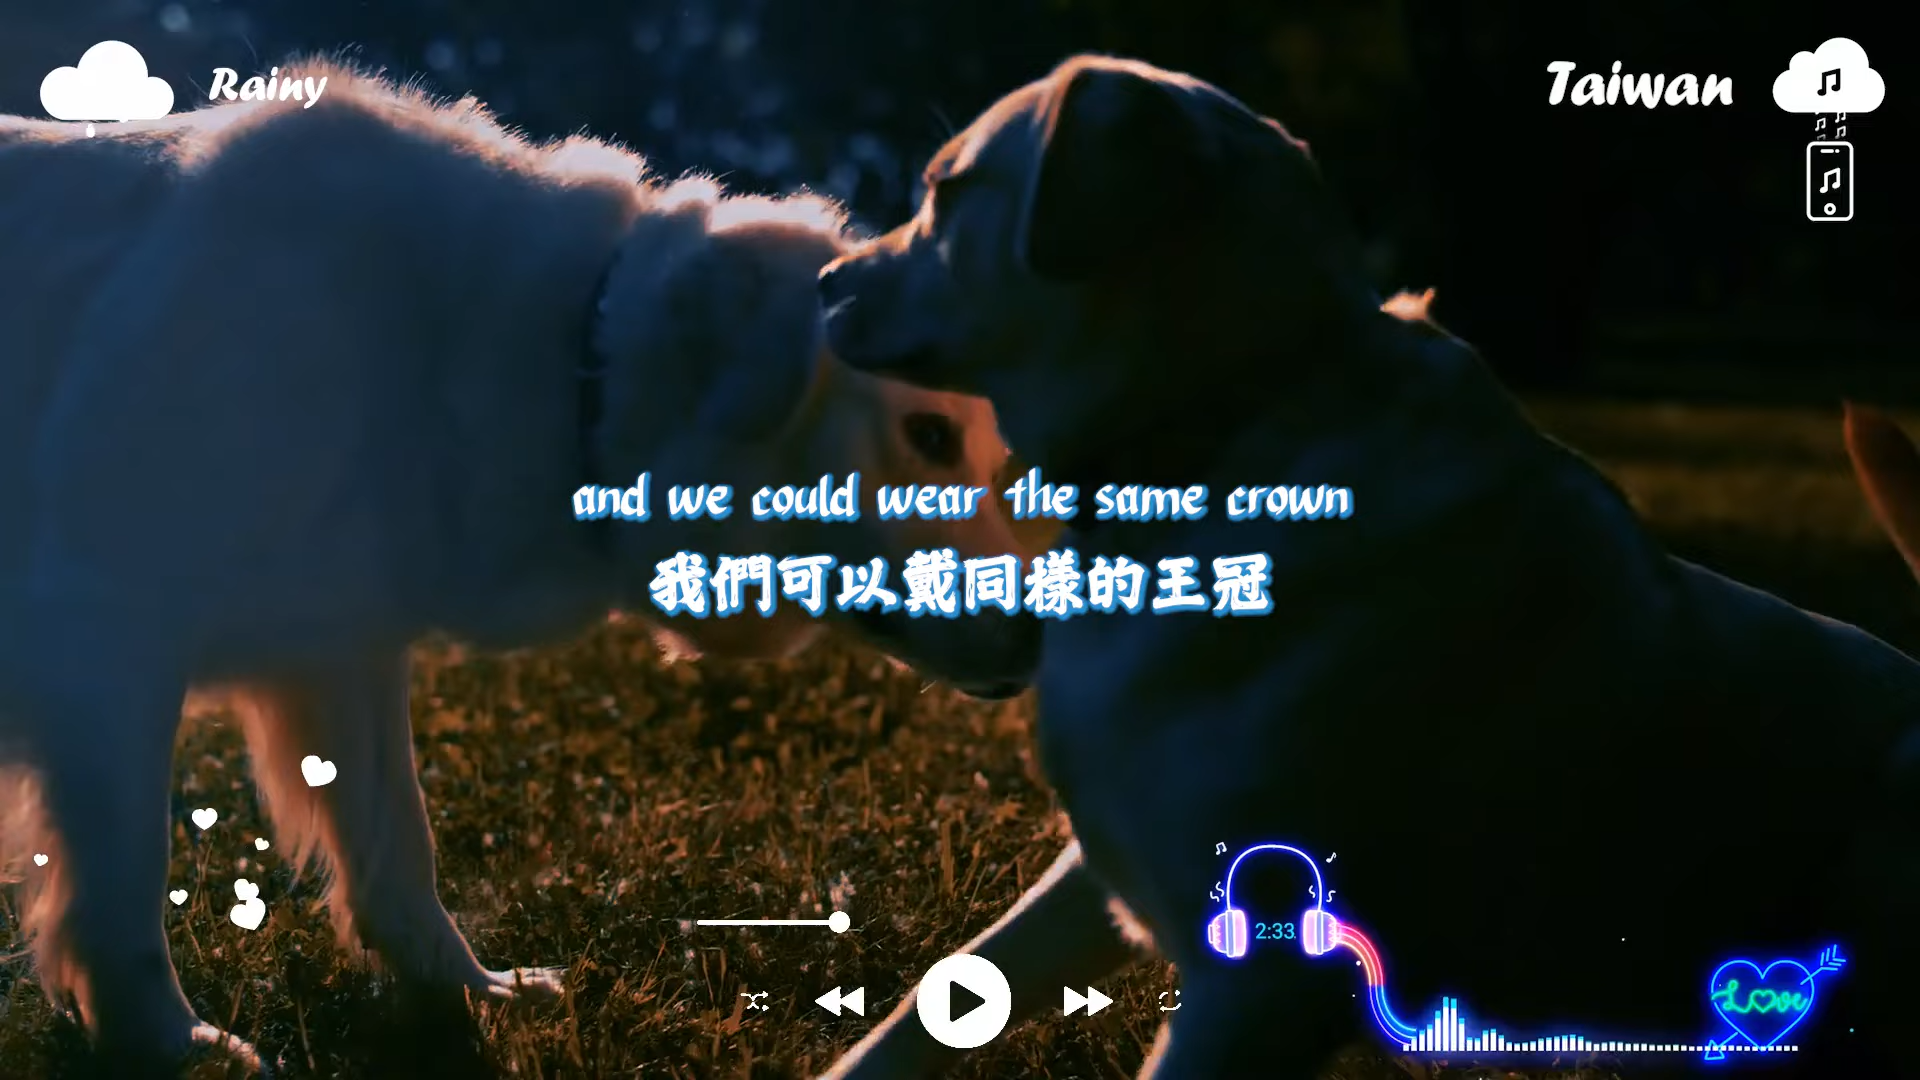 Rainy
Taiwan
and we could wear the same crown
我們可以戴同樣的王冠
2:33
Love